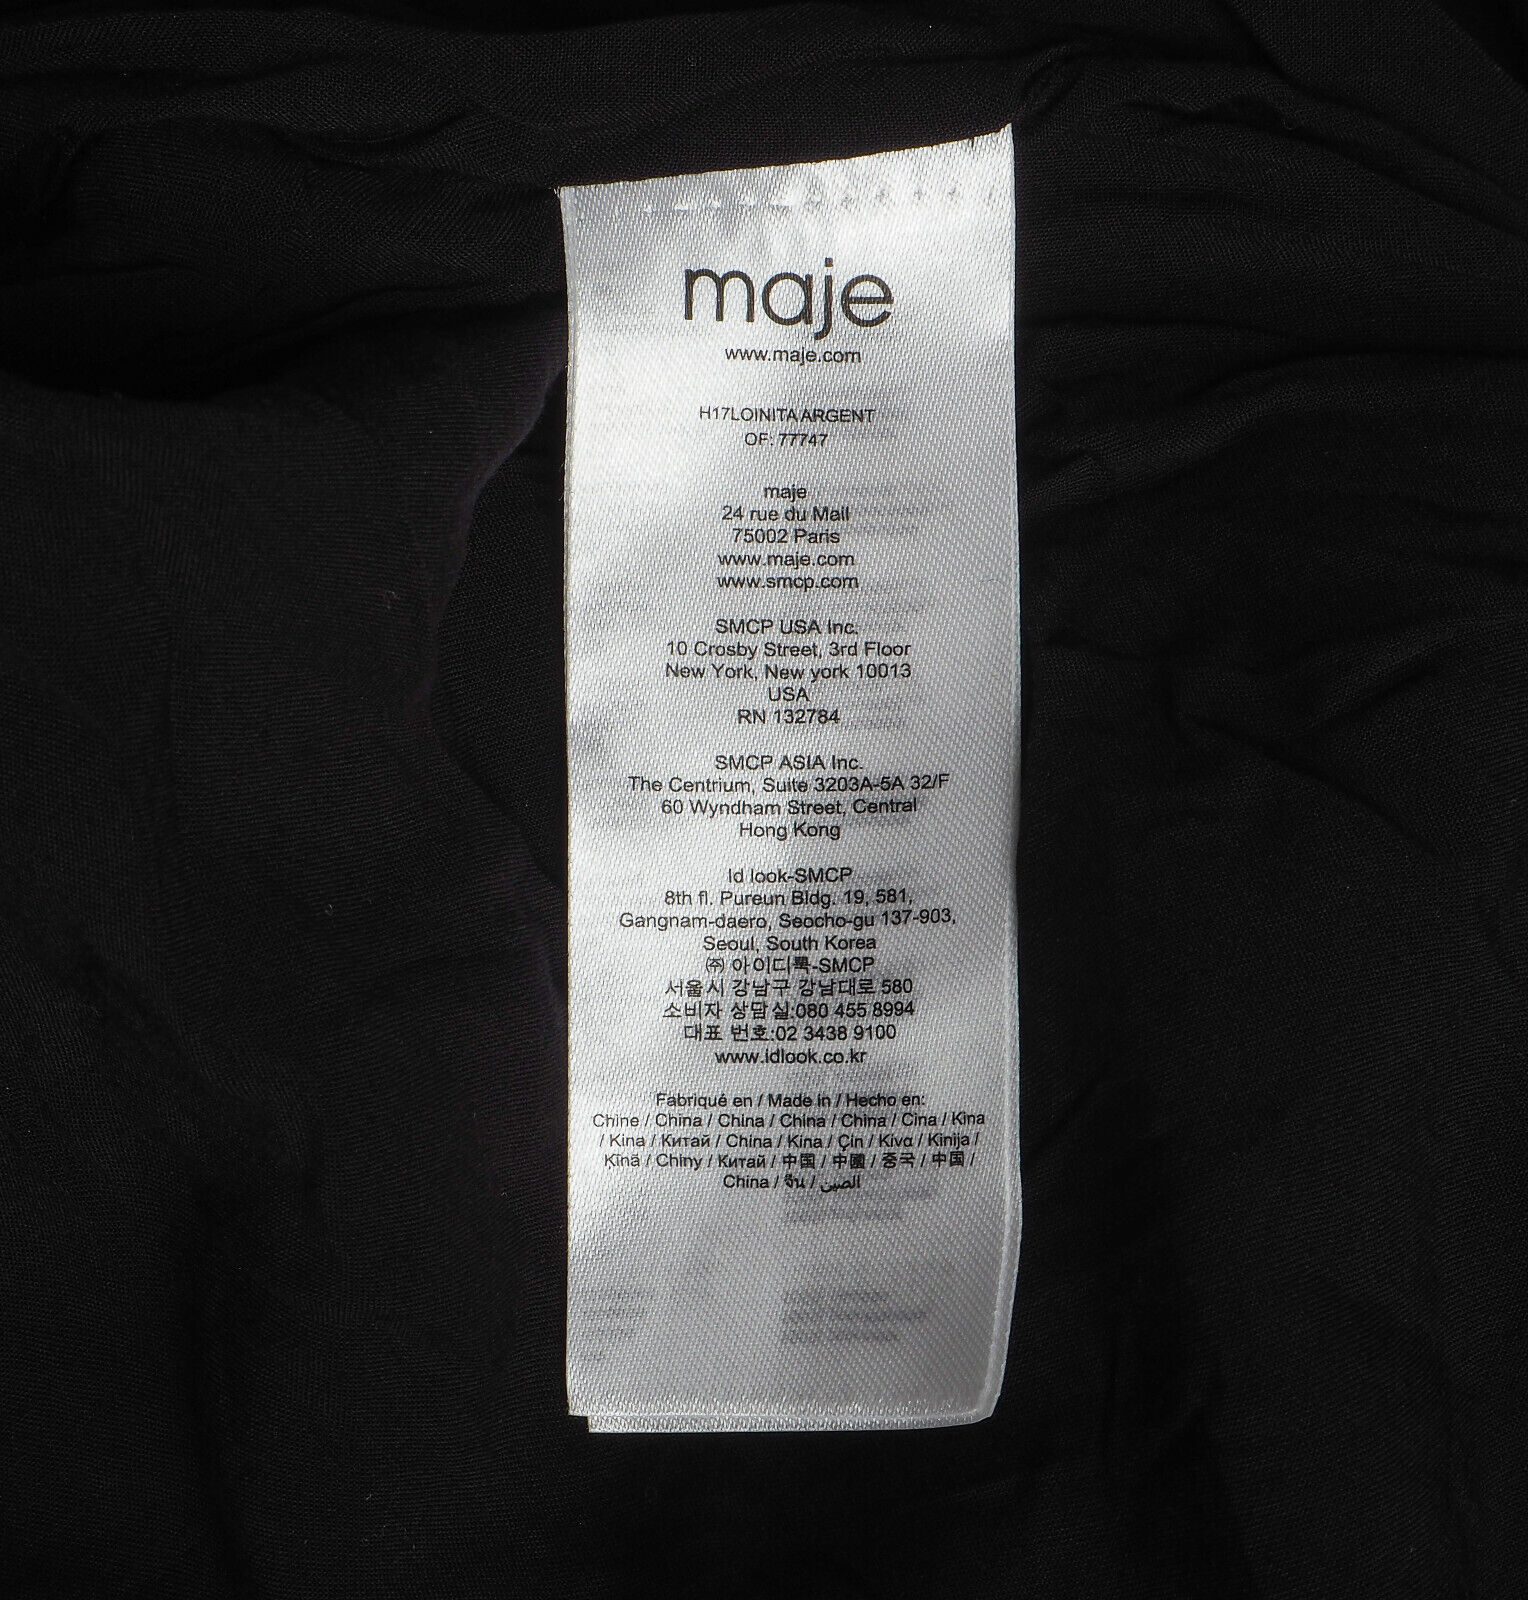 maje
www.maje.com
H17LOINITA ARGENT
OF: 77747
maje
24 rue du Mail
75002 Paris
www.maje.com
www.smcp.com
SMCP USA Inc.
10 Crosby Street, 3rd Floor
New York, New york 10013
USA
RN 132784
SMCP ASIA Inc.
The Centrium, Suite 3203A-5A 32/F
60 Wyndham Street, Central
Hong Kong
Id look-SMCP
8th fl. Pureun Bldg. 19, 581,
Gangnam-daero, Seocho-gu 137-903,
Seoul, South Korea
㈜ 아이디룩-SMCP
서울시 강남구 강남대로 580
소비자 상담실:080 455 8994
대표 번호:02 3438 9100
www.idlook.co.kr
Fabriqué en / Made in / Hecho en:
Chine / China / China / China / China / Cina / Kina
/ Kina / Китай / China / Kina / Çin / Κίνα / Kinija /
Ķīnā / Chiny / Китай / 中国 / 中國 / 중국 / 中国 /
China / จีน / الصين